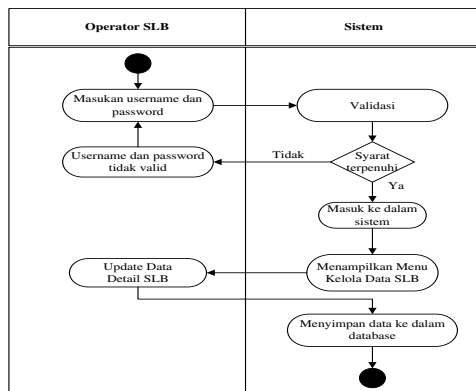 Operator SLB
Sistem
Masukan username dan
password
Validasi
Username dan password
tidak valid
Tidak
Syarat
terpenuhi
Ya
Masuk ke dalam
sistem
Update Data
Detail SLB
Menampilkan Menu
Kelola Data SLB
Menyimpan data ke dalam
database